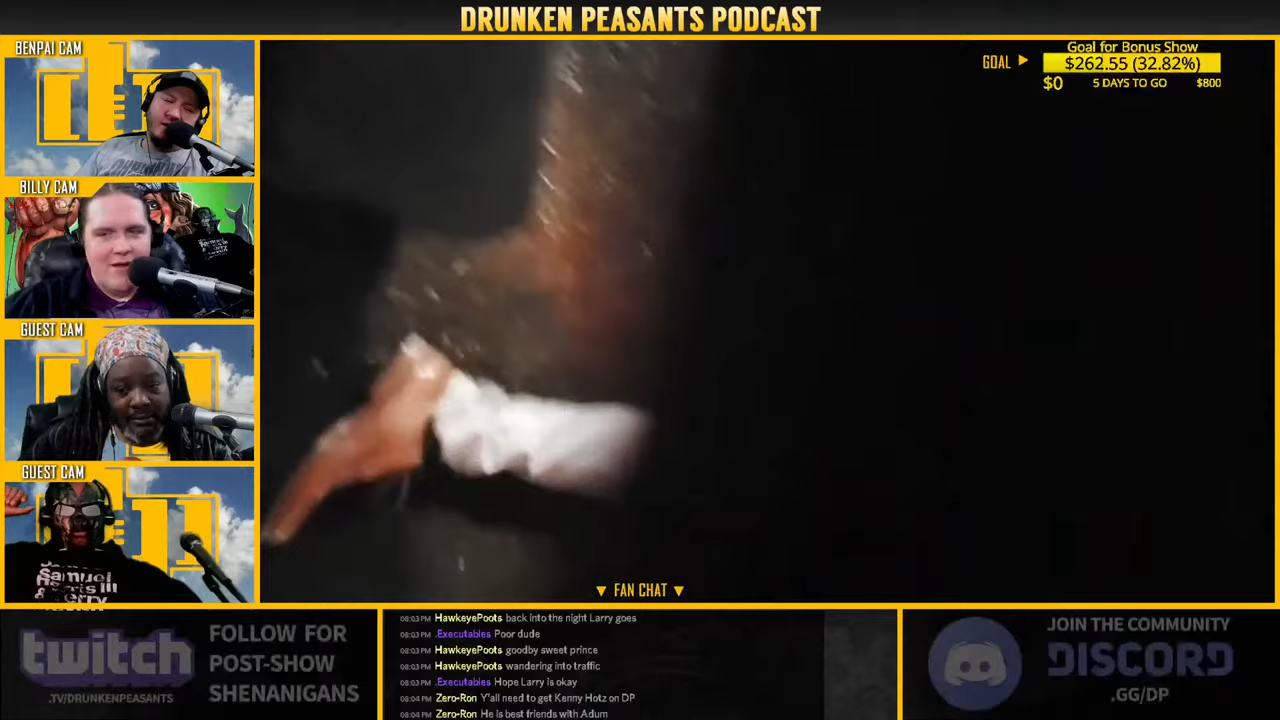 DRUNKEN PEASANTS PODCAST
BENPAI CAM
BILLY CAM
GUEST CAM
GUEST CAM
Samuel
& Jerry
Goal for Bonus Show
GOAL ►
$262.55 (32.82%)
$0 5 DAYS TO GO $800
▼ FAN CHAT ▼
twitch
.TV/DRUNKENPEASANTS
FOLLOW FOR
POST-SHOW
SHENANIGANS
08:03 PM HawkeyePoots back into the night Larry goes
08:03 PM .Executables Poor dude
08:03 PM HawkeyePoots goodby sweet prince
08:03 PM HawkeyePoots wandering into traffic
08:03 PM .Executables Hope Larry is okay
08:04 PM Zero-Ron Y'all need to get Kenny Hotz on DP
08:04 PM Zero-Ron He is best friends with Adum
JOIN THE COMMUNITY
DISCORD
.GG/DP